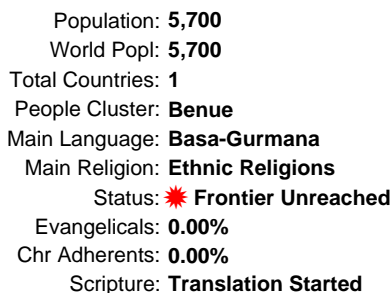 Population: 5,700
World Popl: 5,700
Total Countries: 1
People Cluster: Benue
Main Language: Basa-Gurmana
Main Religion: Ethnic Religions
Status: Frontier Unreached
Evangelicals: 0.00%
Chr Adherents: 0.00%
Scripture: Translation Started